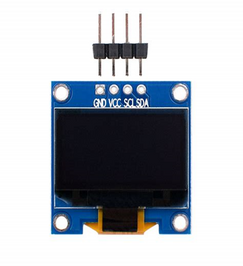 GND VCC SCL SDA